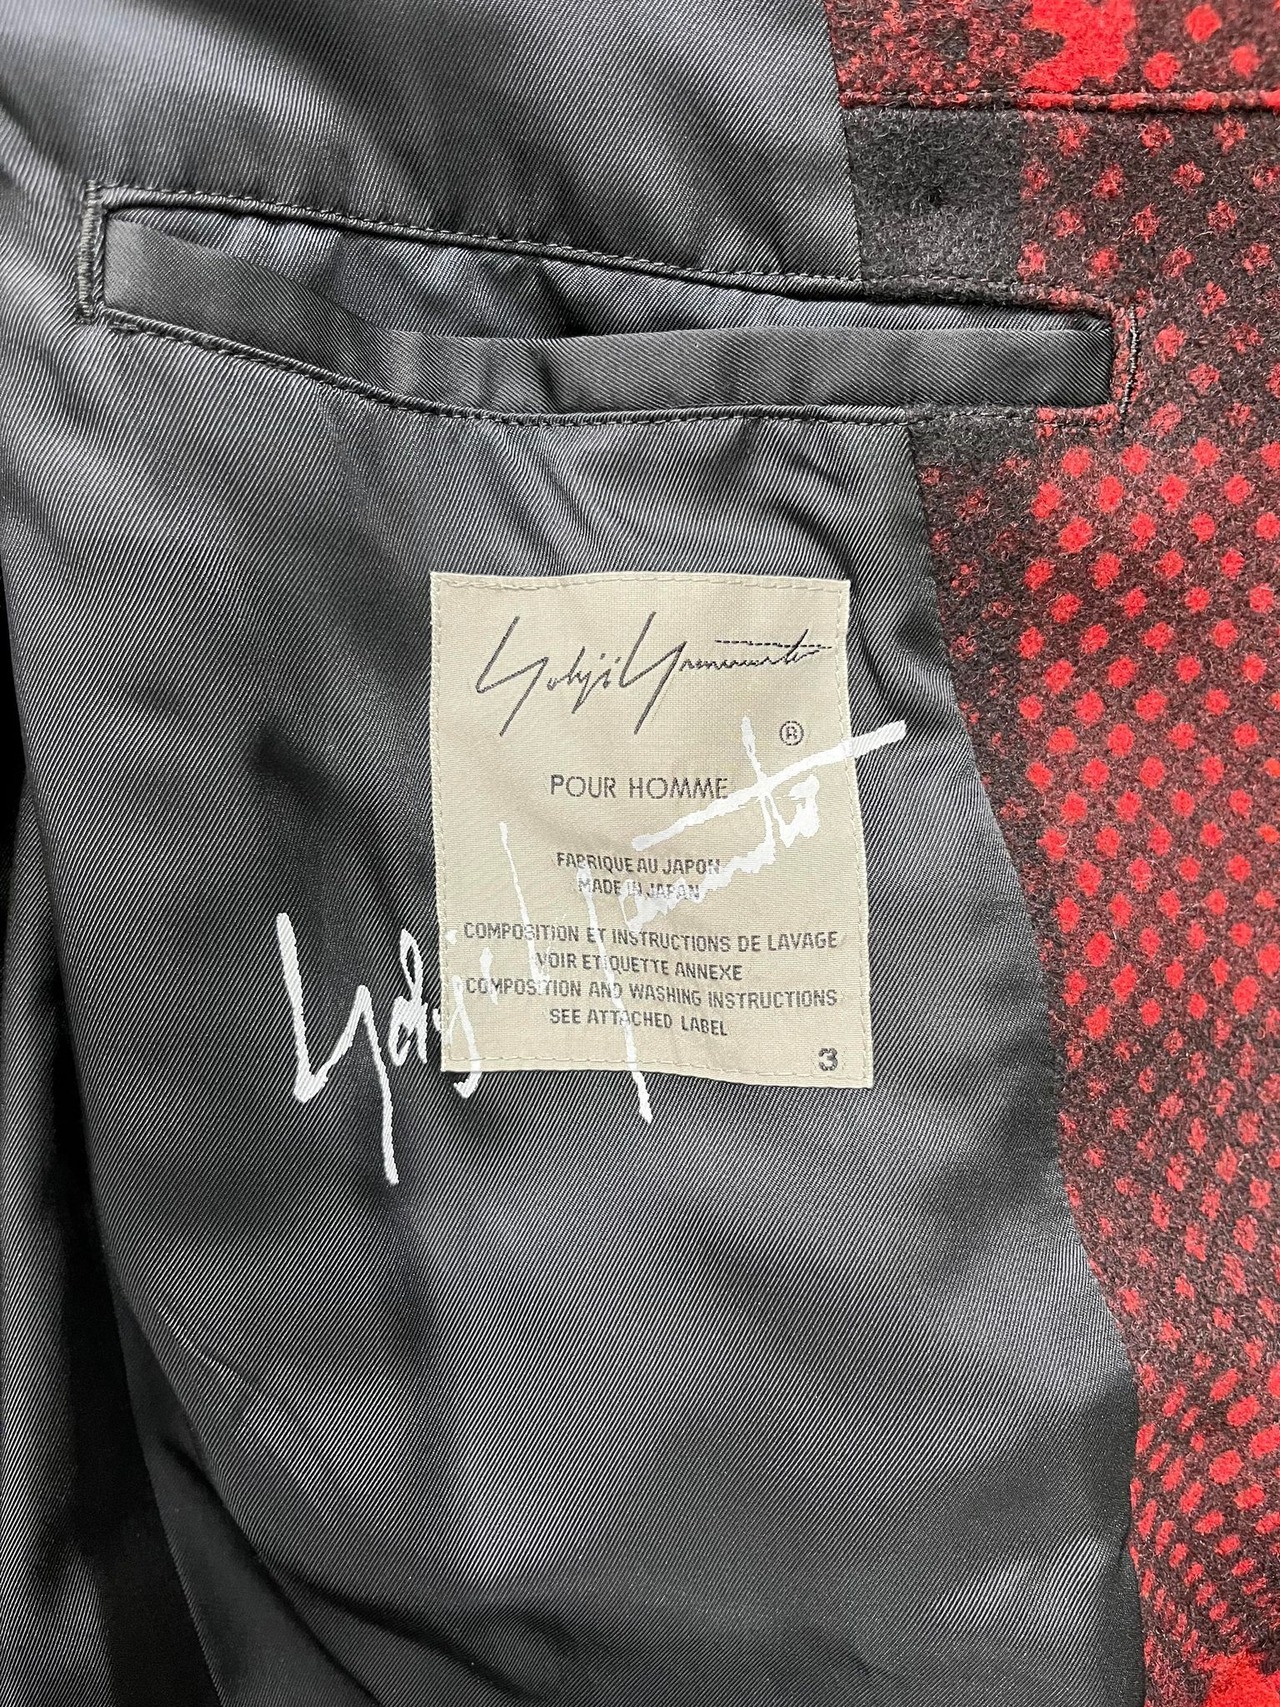 Yohji Yamamoto
®
POUR HOMME
FABRIQUE AU JAPON
MADE IN JAPAN
COMPOSITION ET INSTRUCTIONS DE LAVAGE
VOIR ETIQUETTE ANNEXE
COMPOSITION AND WASHING INSTRUCTIONS
SEE ATTACHED LABEL
3
Yohji Yamamoto